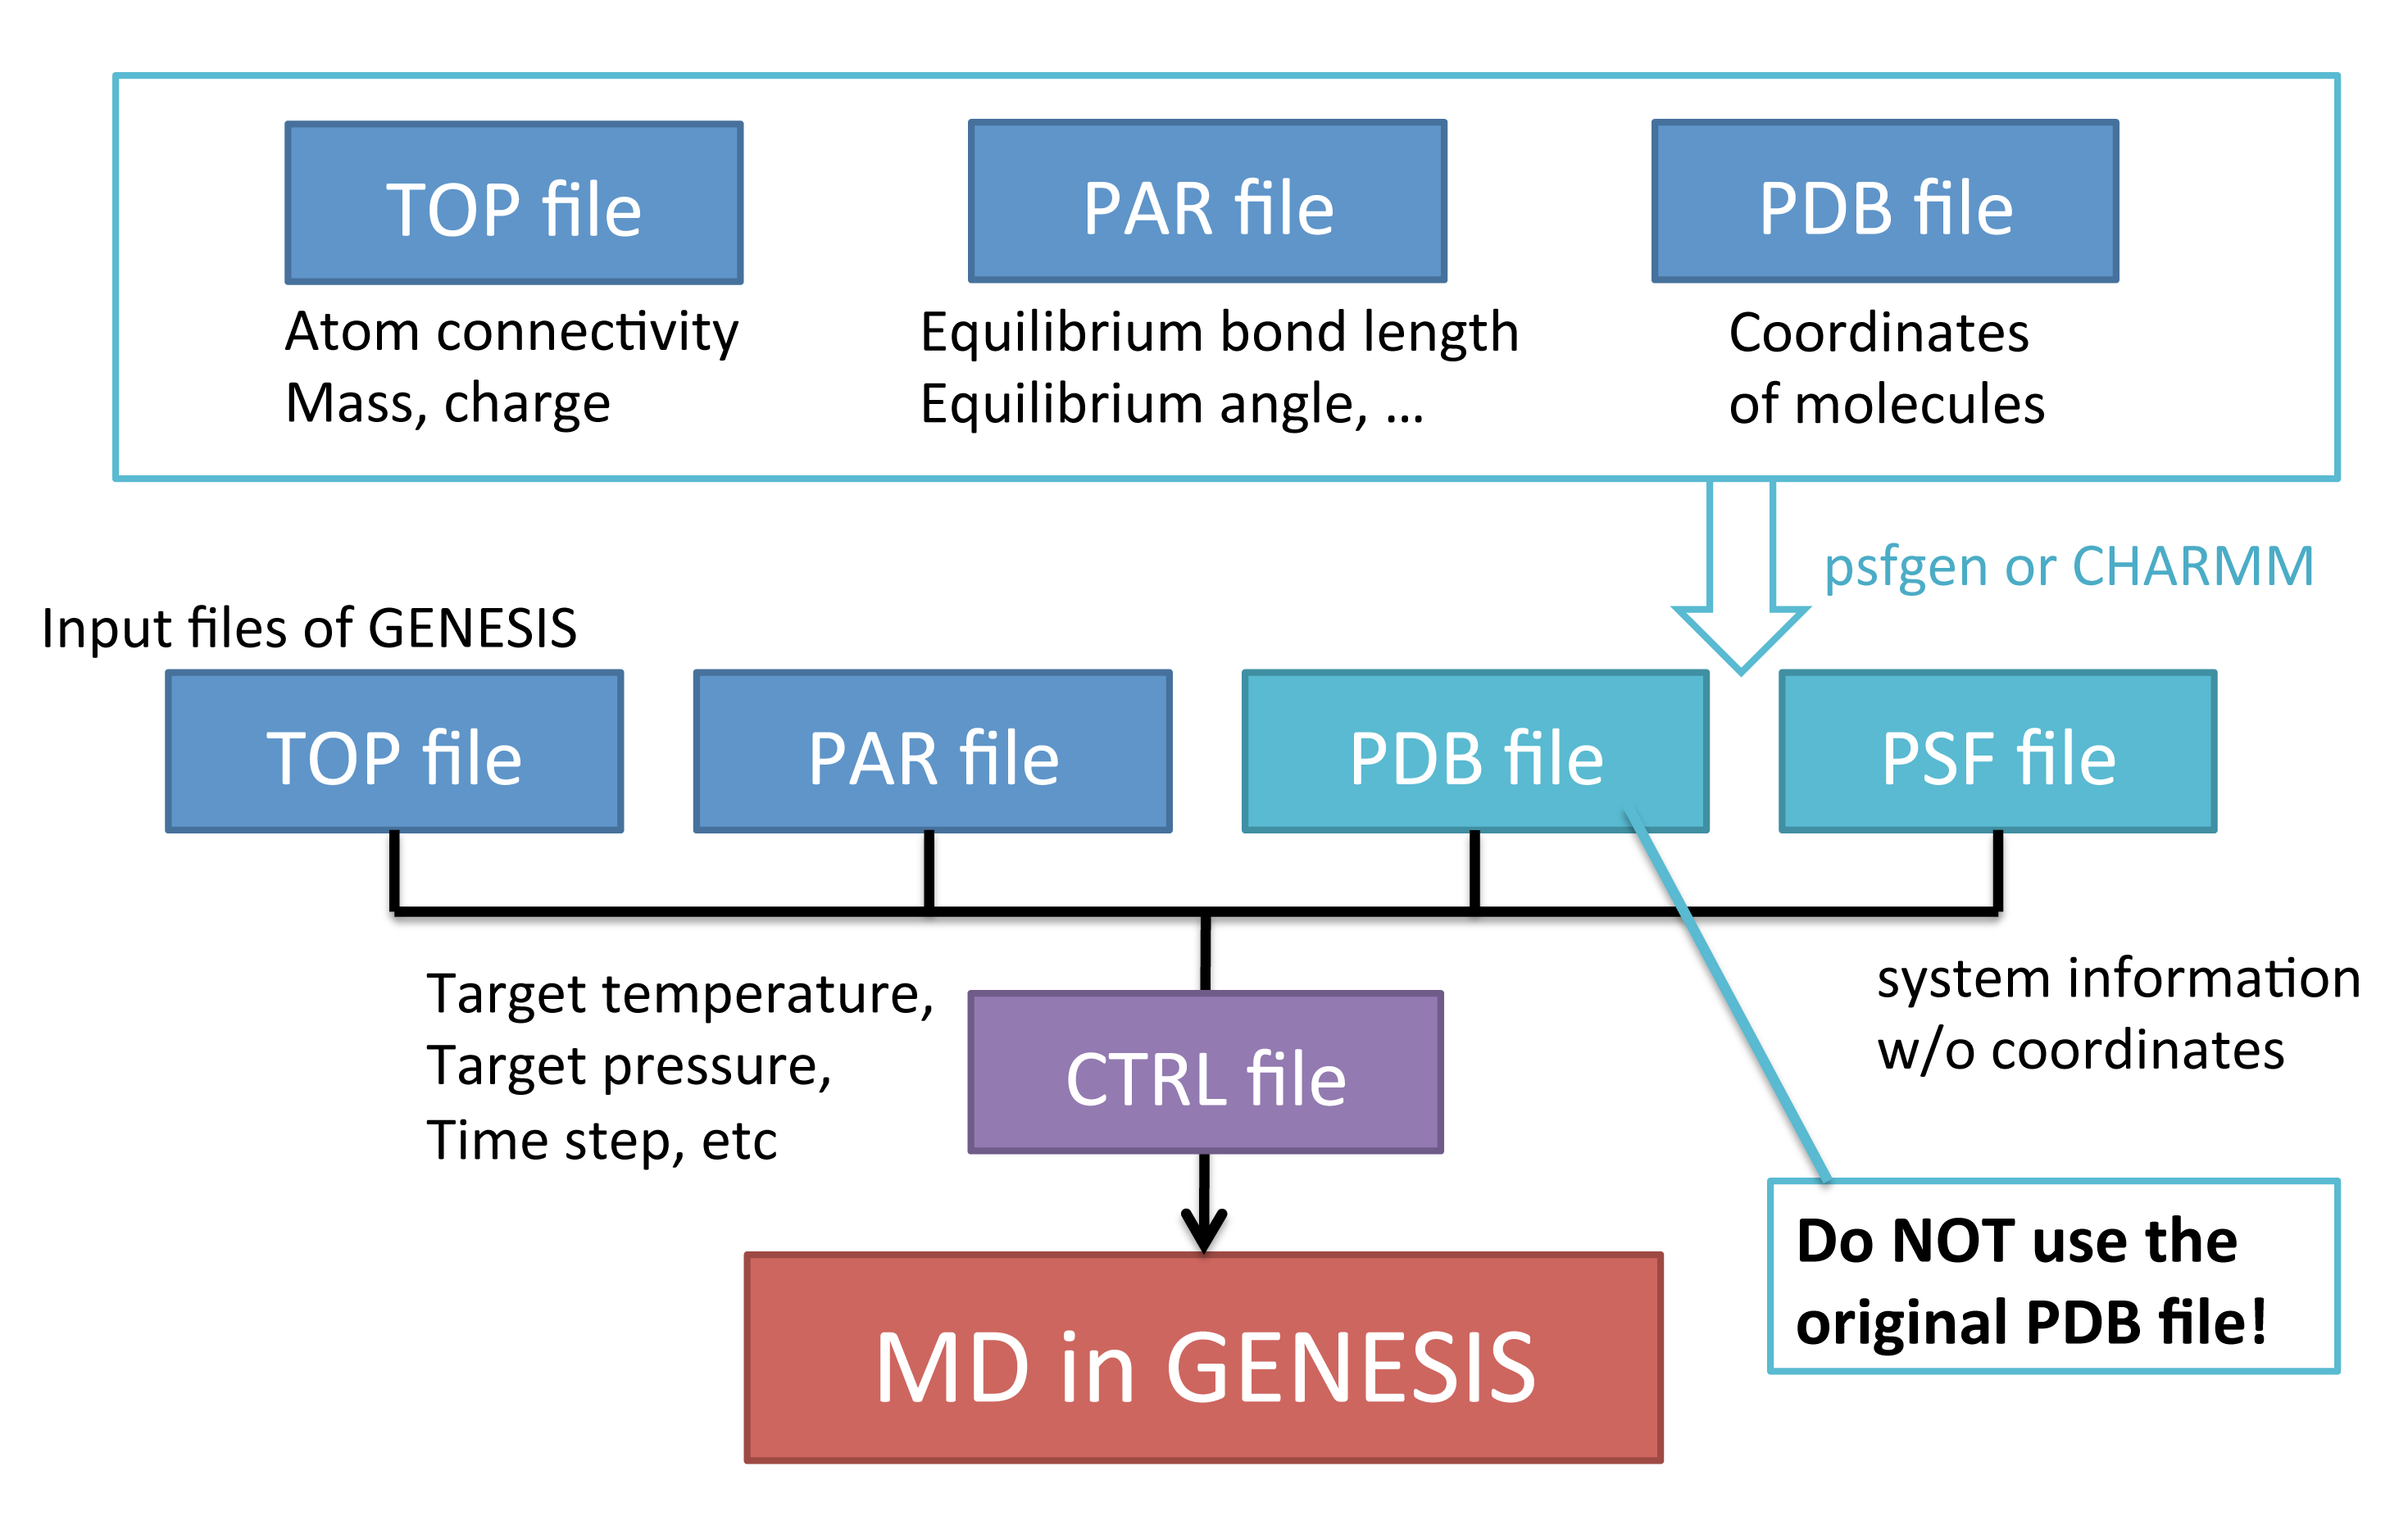 TOP file
PAR file
PDB file
Atom connectivity
Mass, charge
Equilibrium bond length
Equilibrium angle, ...
Coordinates
of molecules
psfgen or CHARMM
Input files of GENESIS
TOP file
PAR file
PDB file
PSF file
Target temperature,
Target pressure,
Time step, etc
CTRL file
system information
w/o coordinates
Do NOT use the
original PDB file!
MD in GENESIS